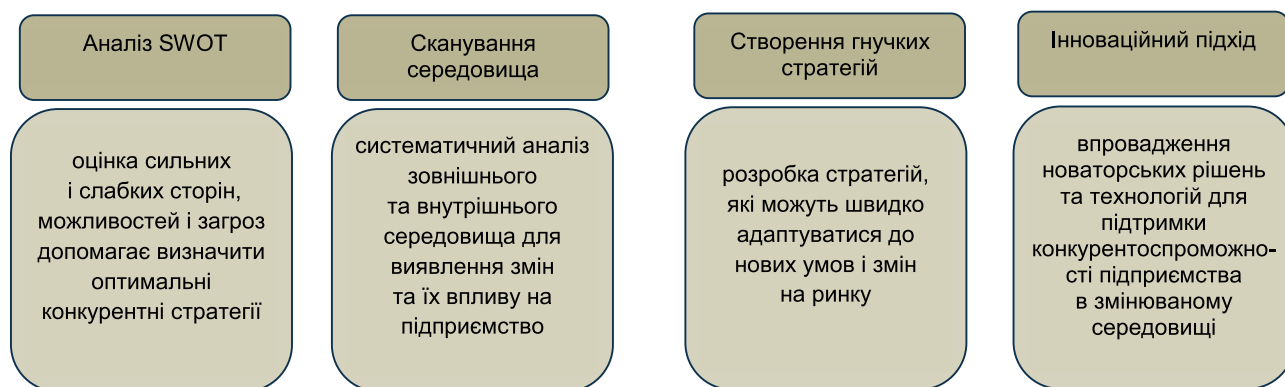 Аналіз SWOT
оцінка сильних
і слабких сторін,
можливостей і загроз
допомагає визначити
оптимальні
конкурентні стратегії
Сканування
середовища
систематичний аналіз
зовнішнього
та внутрішнього
середовища для
виявлення змін
та їх впливу на
підприємство
Створення гнучких
стратегій
розробка стратегій,
які можуть швидко
адаптуватися до
нових умов і змін
на ринку
Інноваційний підхід
впровадження
новаторських рішень
та технологій для
підтримки
конкурентоспроможно-
сті підприємства
в змінюваному
середовищі